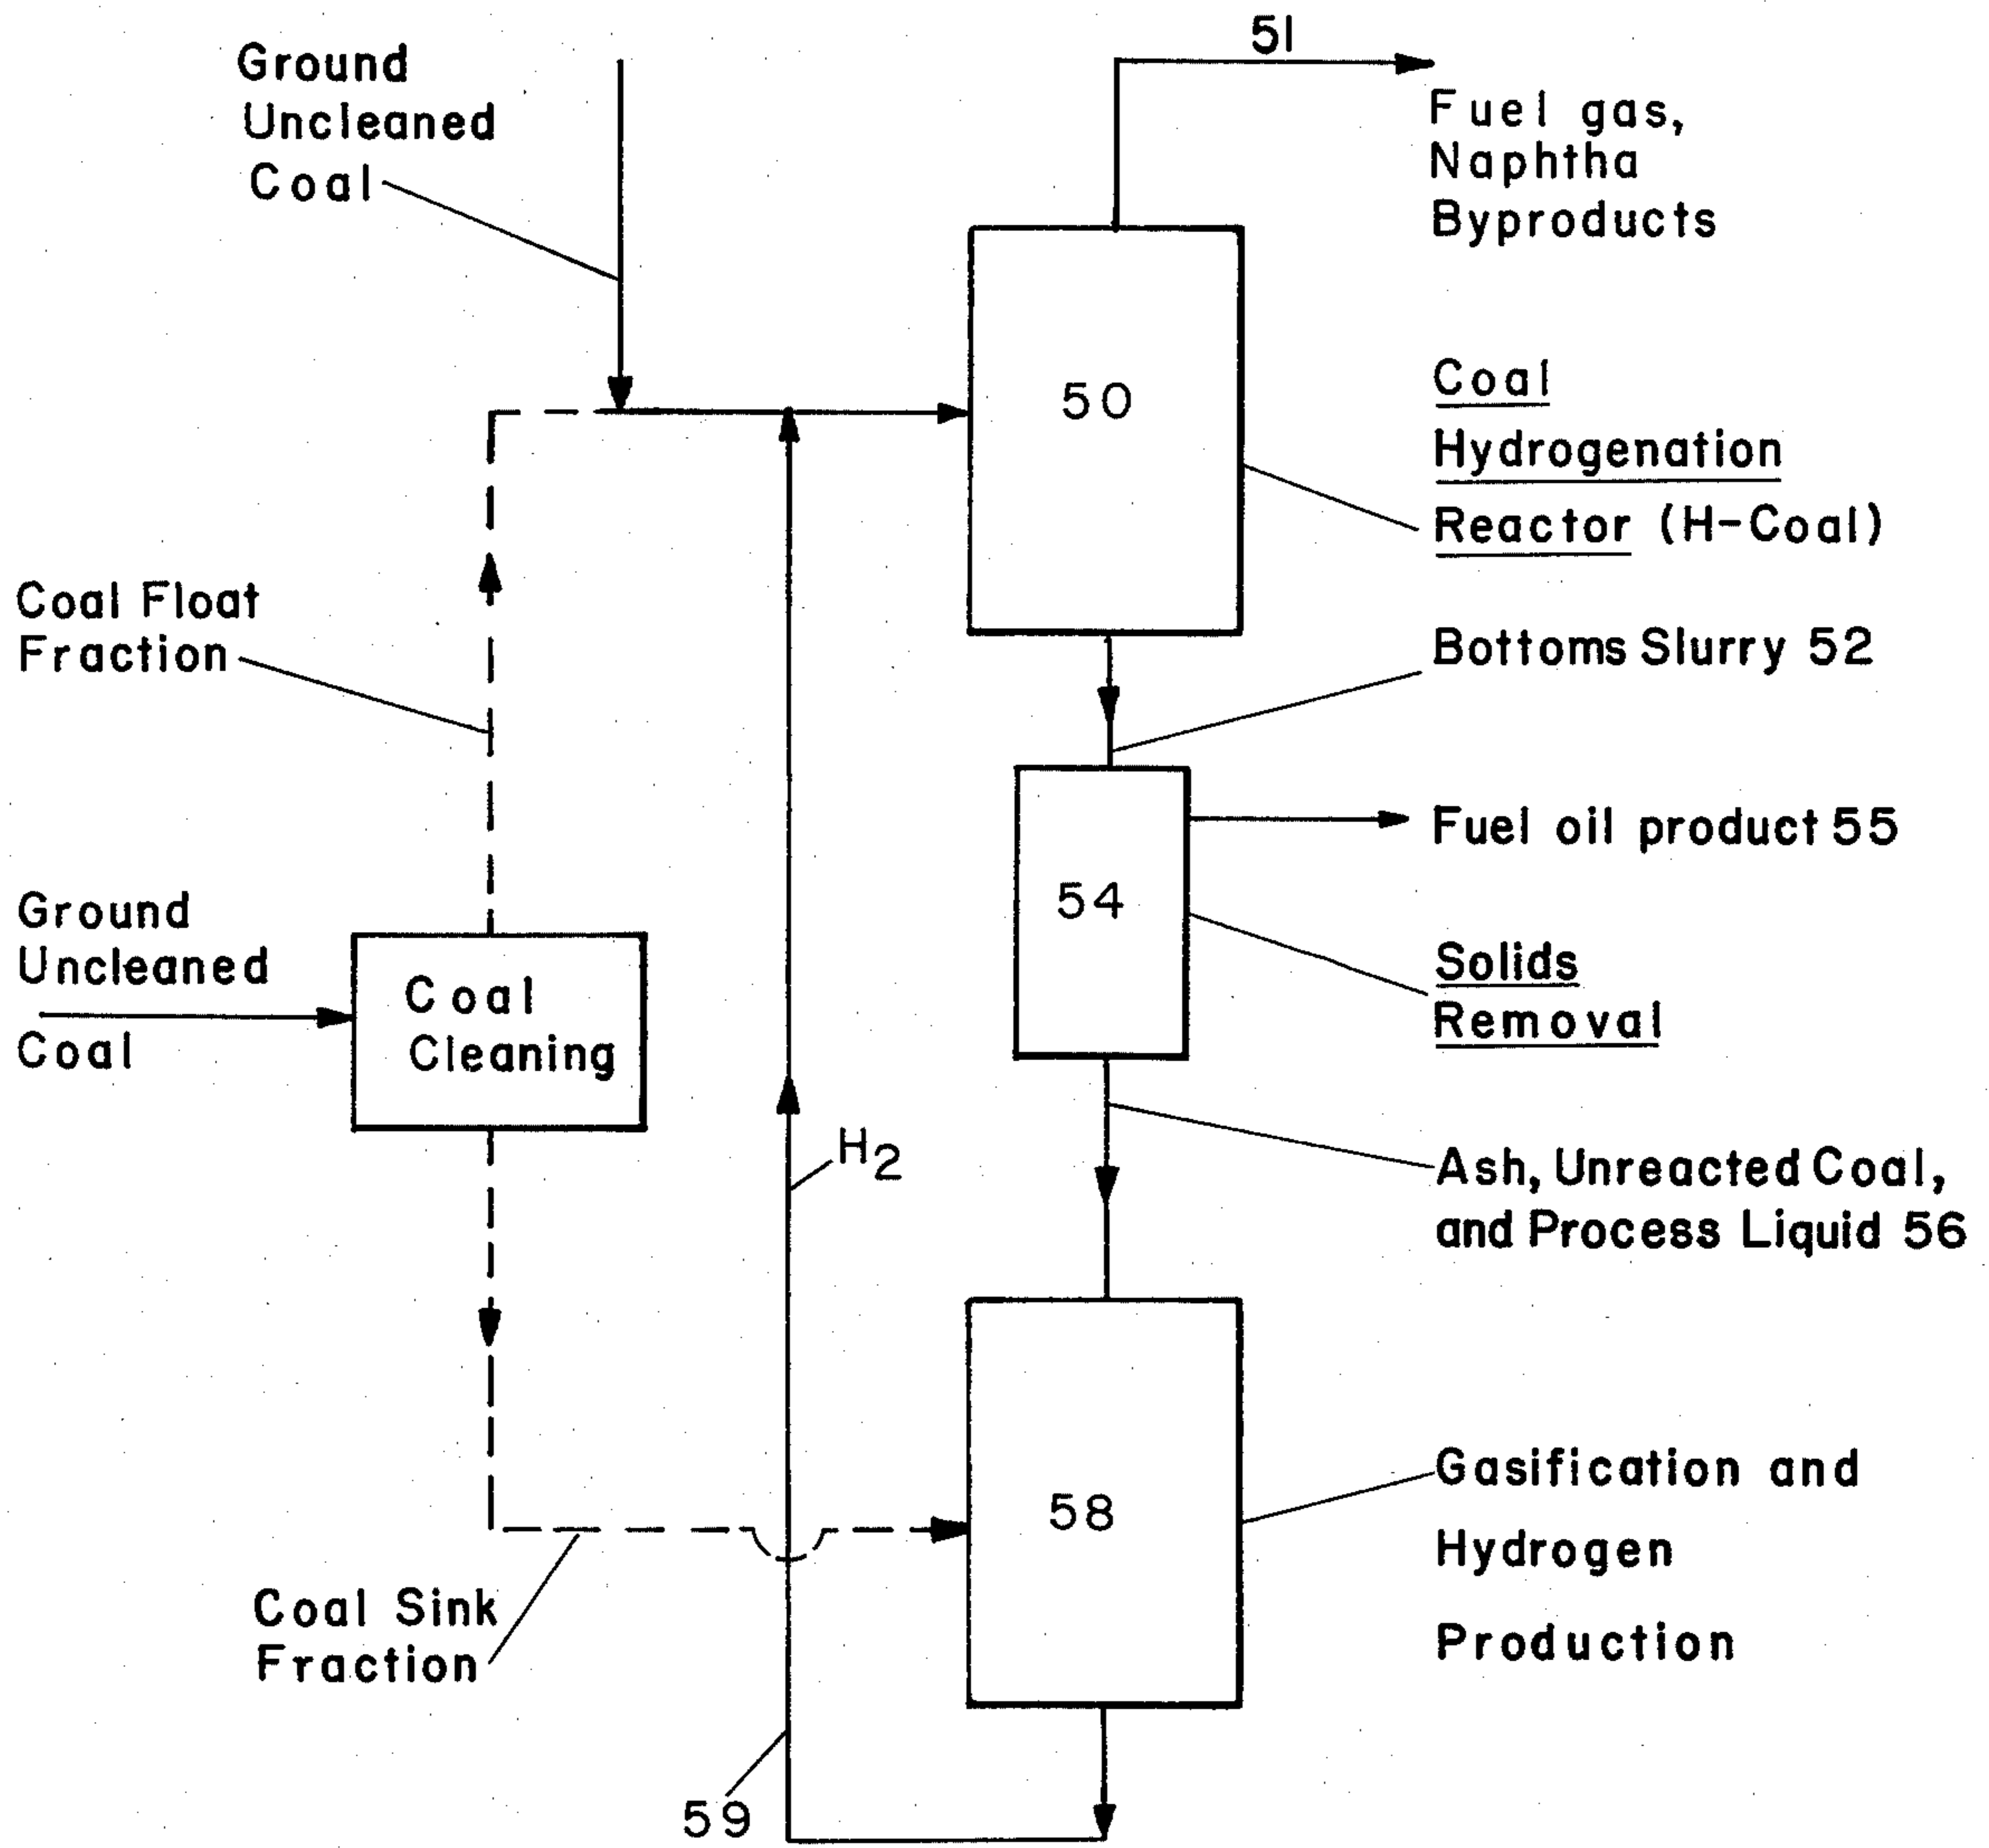 51
Ground
Uncleaned
Coal
Fuel gas,
Naphtha
Byproducts
50
Coal
Hydrogenation
Reactor (H-Coal)
Coal Float
Fraction
Bottoms Slurry 52
Fuel oil product 55
54
Ground
Uncleaned
Coal
Coal
Cleaning
Solids
Removal
H2
Ash, Unreacted Coal,
and Process Liquid 56
58
Gasification and
Hydrogen
Production
Coal Sink
Fraction
59